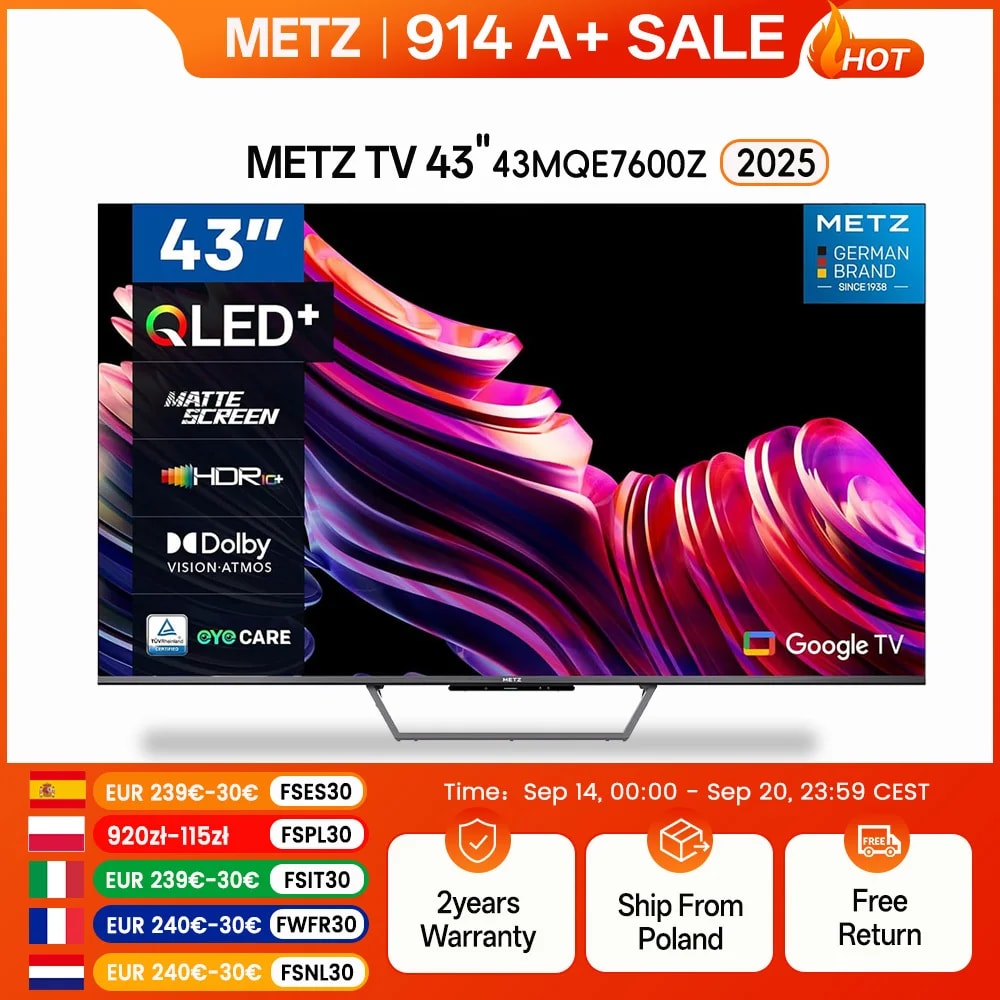 METZ | 914 A+ SALE
HOT
METZ TV 43" 43MQE7600Z 2025
43"
QLED+
MATTE
SCREEN
HDR10+
Dolby
VISION·ATMOS
TÜVRheinland
CERTIFIED
eye CARE
METZ
GERMAN
BRAND
SINCE 1938
Google TV
METZ
EUR 239€-30€ FSES30
920zł-115zł FSPL30
EUR 239€-30€ FSIT30
EUR 240€-30€ FWFR30
EUR 240€-30€ FSNL30
Time: Sep 14, 00:00 - Sep 20, 23:59 CEST
2years
Warranty
Ship From
Poland
FREE
Free
Return